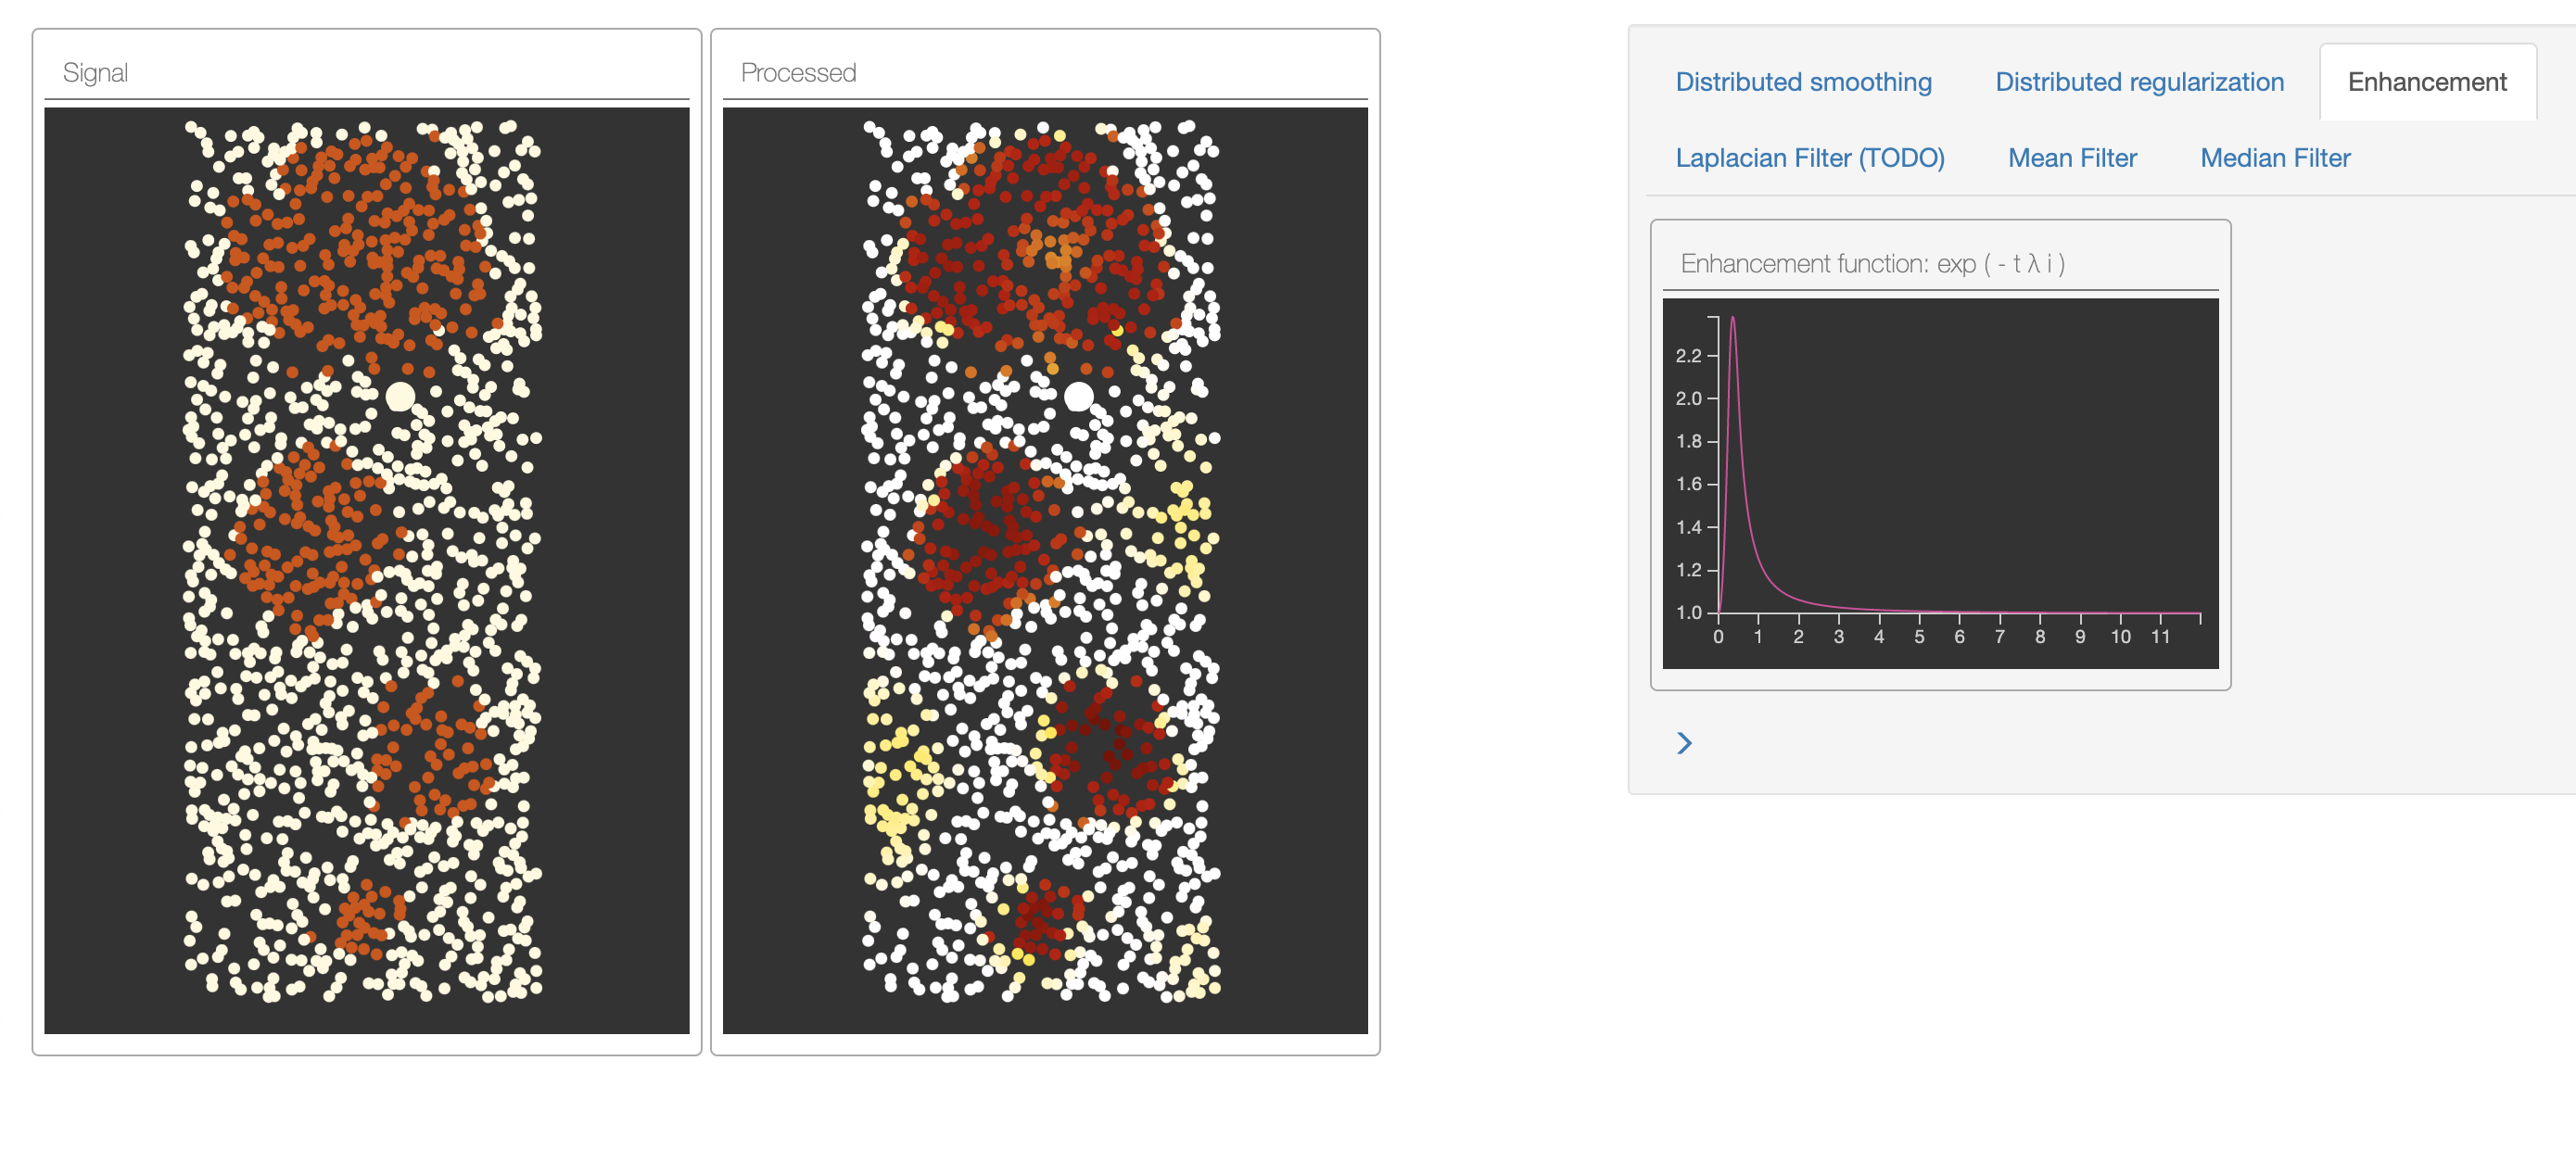 Signal
Processed
Distributed smoothing
Distributed regularization
Enhancement
Laplacian Filter (TODO)
Mean Filter
Median Filter
Enhancement function: exp ( - t λ i )
2.2
2.0
1.8
1.6
1.4
1.2
1.0
0 1 2 3 4 5 6 7 8 9 10 11